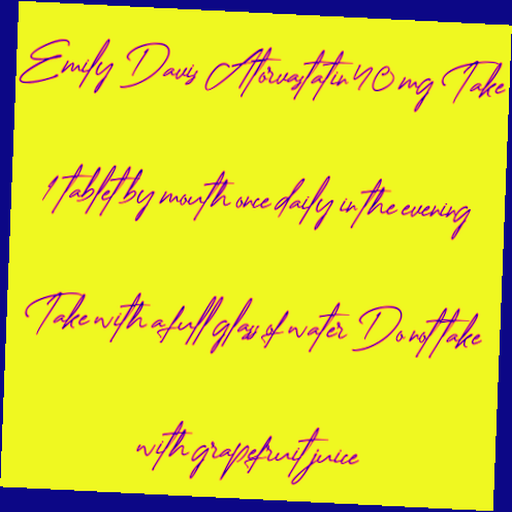 Emily Davis Atorvastatin 40 mg Take
1 tablet by mouth once daily in the evening
Take with a full glass of water Do not take
with grapefruit juice